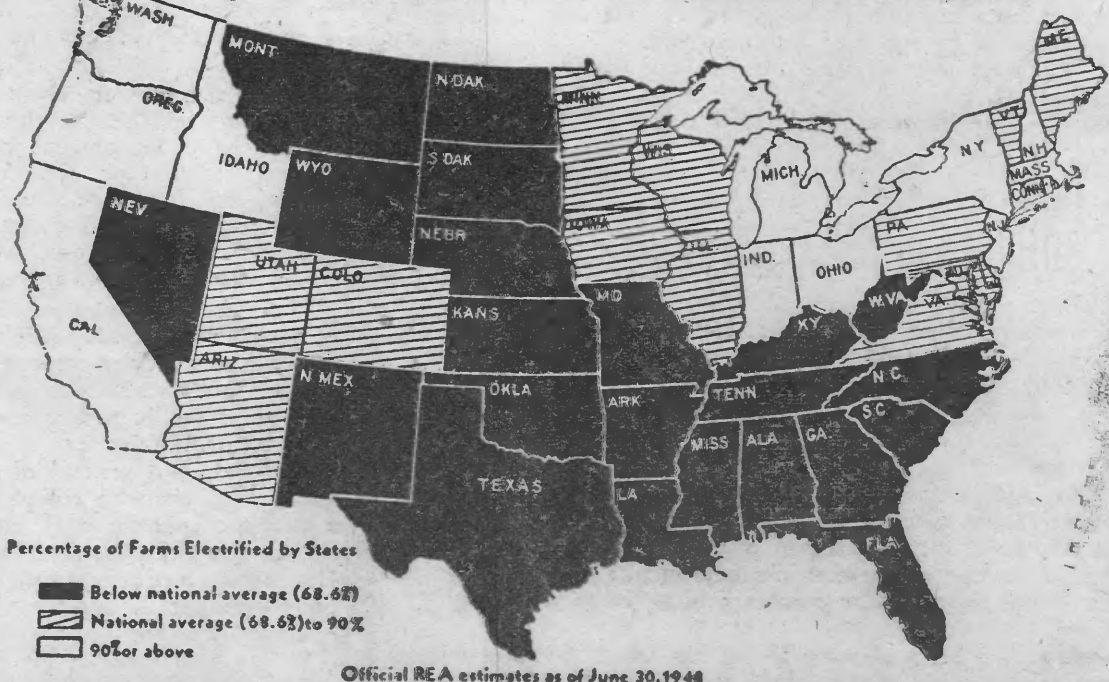 WASH
MONT.
N DAK
MINN
ME
OREG.
VT
NH
NY
S DAK
WIS
MICH.
MASS
CONN
IDAHO
WYO
NEV
NEBR
IOWA
ILL
IND.
OHIO
PA
NJ
UTAH
COLO
KANS
MO
W.VA
VA.
KY
CAL
ARIZ
N MEX
OKLA
ARK
TENN
N.C.
S.C.
MISS
ALA
GA.
TEXAS
LA
FLA.
Percentage of Farms Electrified by States
Below national average (68.6%)
National average (68.6%) to 90%
90% or above
Official REA estimates as of June 30, 1948